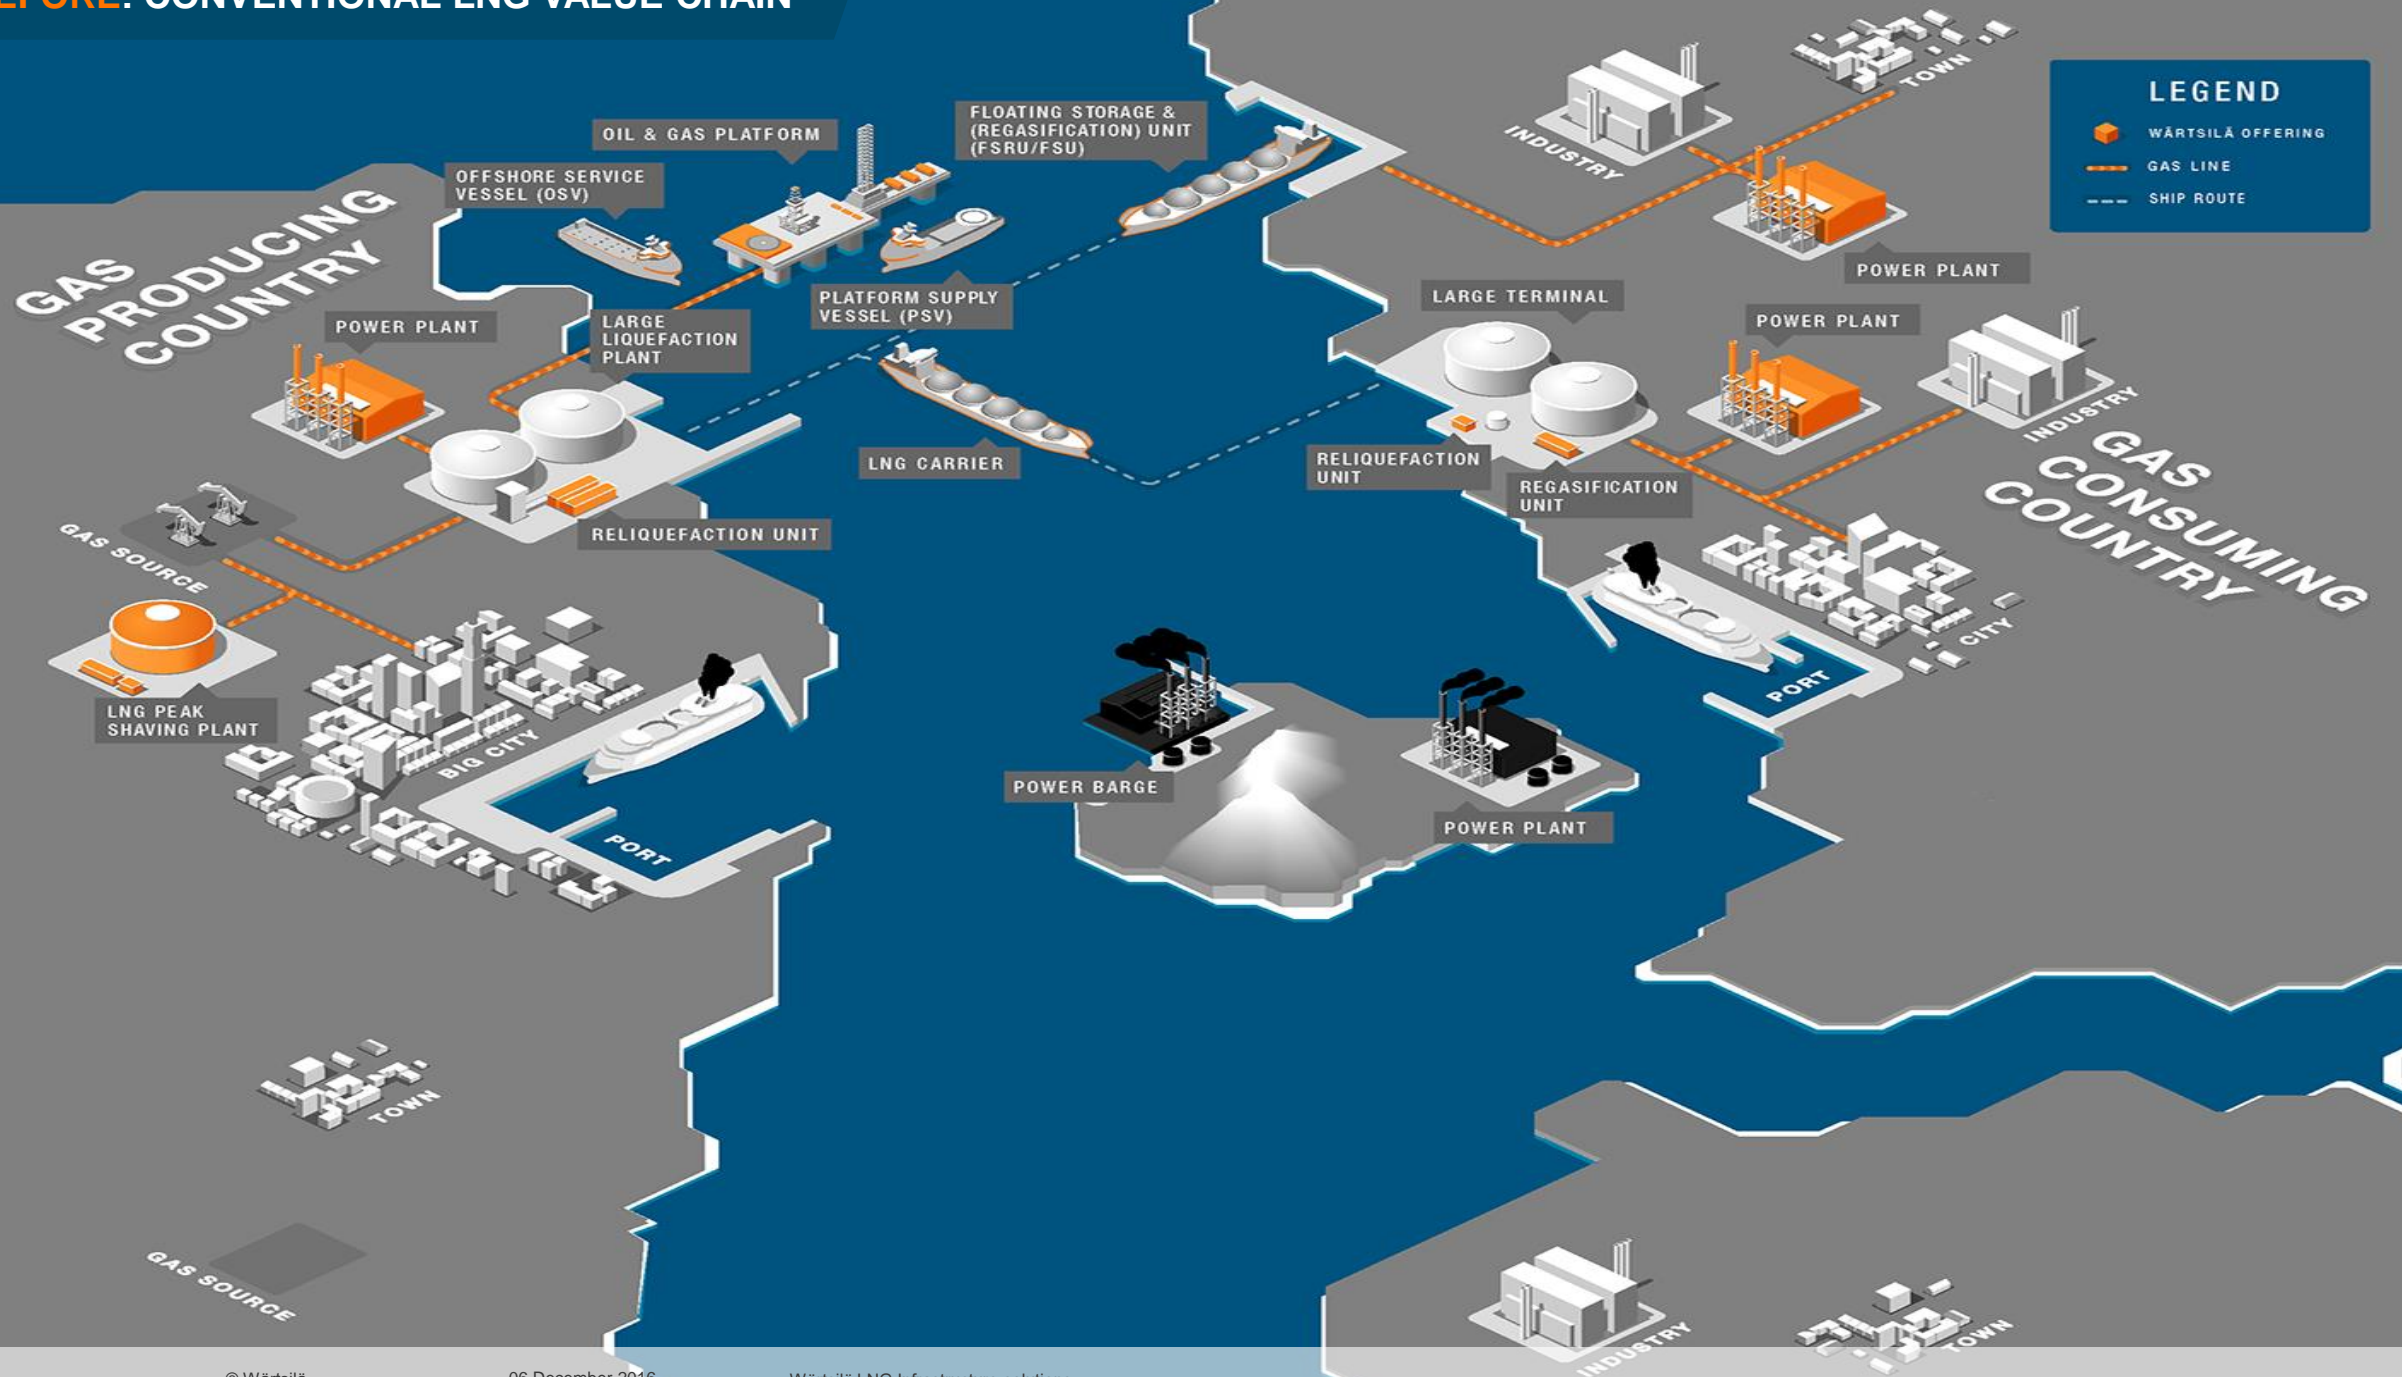 : CONVENTIONAL LNG VALUE CHAIN
LEGEND
WÄRTSILÄ OFFERING
GAS LINE
SHIP ROUTE
TOWN
INDUSTRY
POWER PLANT
FLOATING STORAGE &
(REGASIFICATION) UNIT
(FSRU/FSU)
OIL & GAS PLATFORM
OFFSHORE SERVICE
VESSEL (OSV)
PLATFORM SUPPLY
VESSEL (PSV)
GAS
PRODUCING
COUNTRY
POWER PLANT
LARGE
LIQUEFACTION
PLANT
LNG CARRIER
RELIQUEFACTION UNIT
LARGE TERMINAL
POWER PLANT
INDUSTRY
RELIQUEFACTION
UNIT
REGASIFICATION
UNIT
GAS
CONSUMING
COUNTRY
GAS SOURCE
LNG PEAK
SHAVING PLANT
BIG CITY
PORT
CITY
PORT
POWER BARGE
POWER PLANT
TOWN
GAS SOURCE
INDUSTRY
TOWN
© Wärtsilä
06 December 2016